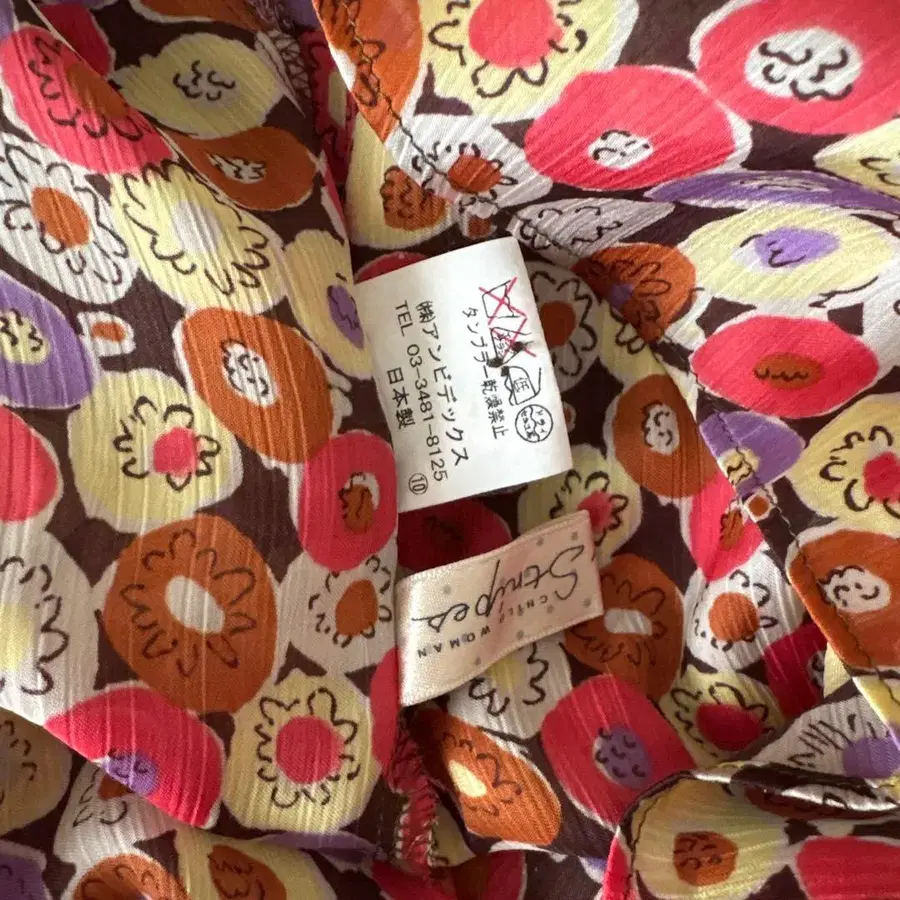 タンブラー乾燥禁止
㈱アンビデックス
TEL 03-3481-8125
日本製
⑩
Stripes
CHILD WOMAN